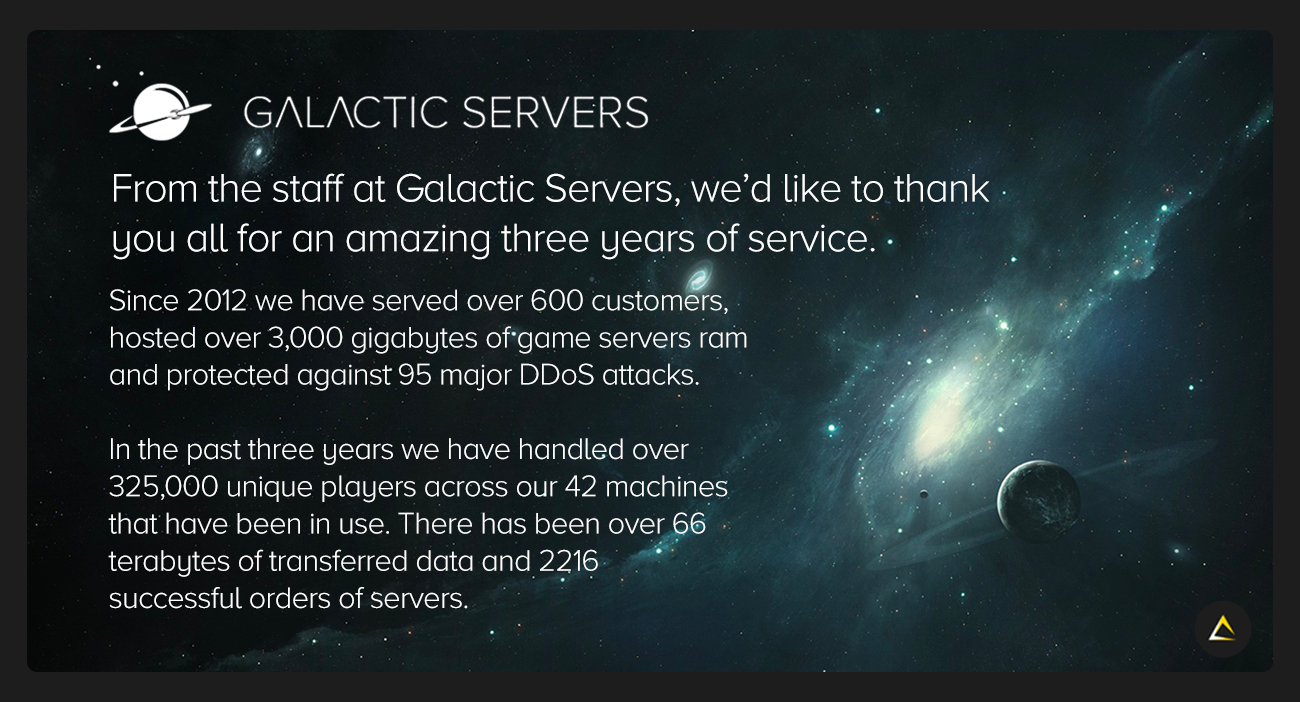 GALACTIC SERVERS
From the staff at Galactic Servers, we'd like to thank
you all for an amazing three years of service.
Since 2012 we have served over 600 customers,
hosted over 3,000 gigabytes of game servers ram
and protected against 95 major DDoS attacks.
In the past three years we have handled over
325,000 unique players across our 42 machines
that have been in use. There has been over 66
terabytes of transferred data and 2216
successful orders of servers.